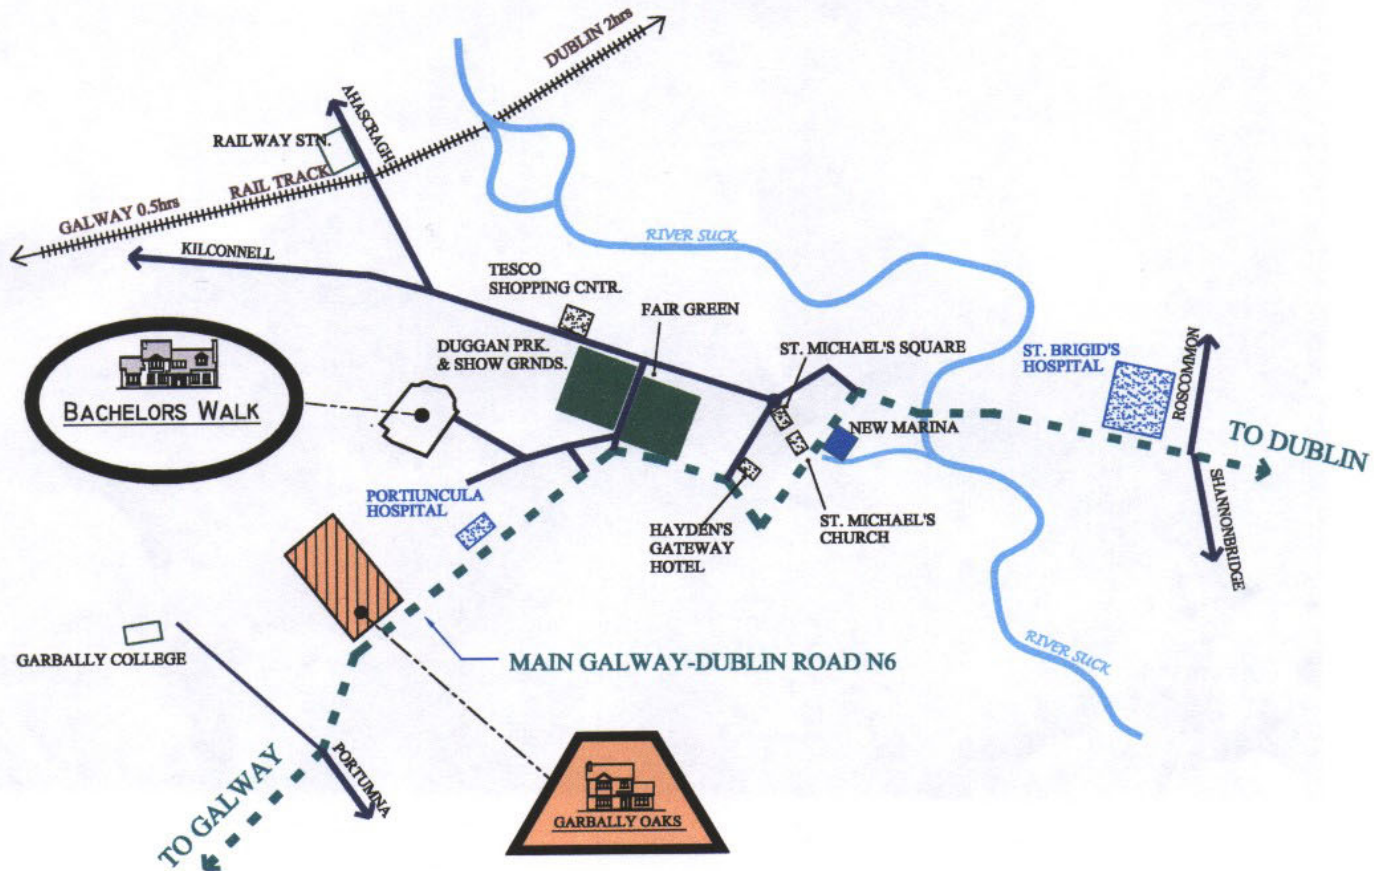 DUBLIN 2hrs
AHASCRAGH
RAILWAY STN.
RAIL TRACK
GALWAY 0.5hrs
KILCONNELL
RIVER SUCK
TESCO
SHOPPING CNTR.
FAIR GREEN
DUGGAN PRK.
& SHOW GRNDS.
ST. MICHAEL'S SQUARE
ST. BRIGID'S
HOSPITAL
ROSCOMMON
BACHELORS WALK
NEW MARINA
TO DUBLIN
SHANNONBRIDGE
PORTIUNCULA
HOSPITAL
HAYDEN'S
GATEWAY
HOTEL
ST. MICHAEL'S
CHURCH
GARBALLY COLLEGE
MAIN GALWAY-DUBLIN ROAD N6
RIVER SUCK
PORTUMNA
TO GALWAY
GARBALLY OAKS